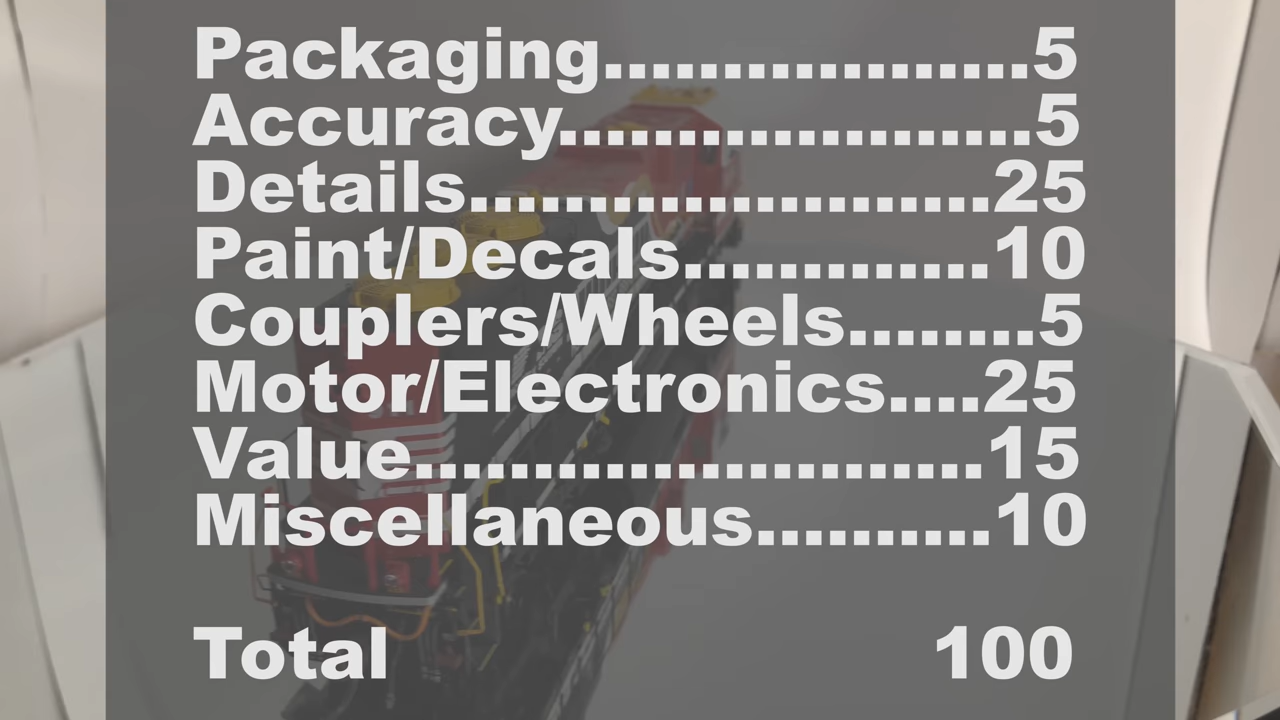 Packaging..................5
Accuracy....................5
Details......................25
Paint/Decals.............10
Couplers/Wheels........5
Motor/Electronics....25
Value........................15
Miscellaneous..........10
Total 100